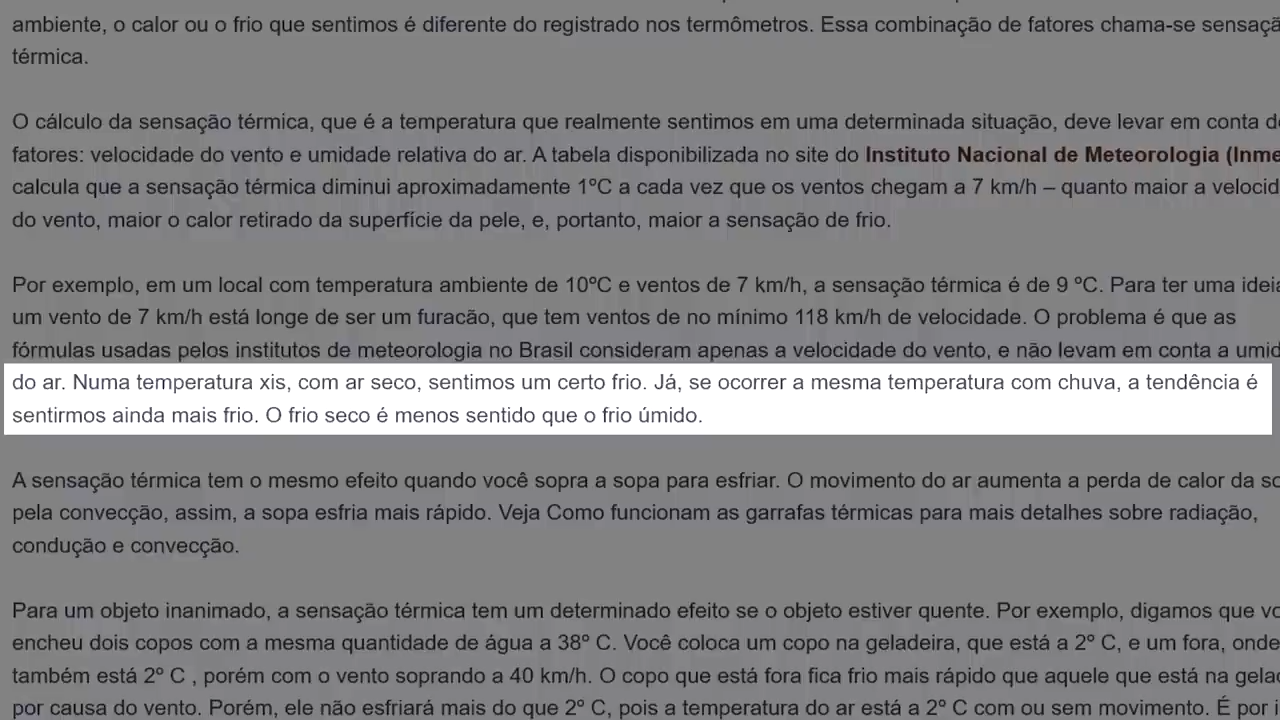 ambiente, o calor ou o frio que sentimos é diferente do registrado nos termômetros. Essa combinação de fatores chama-se
térmica.
O cálculo da sensação térmica, que é a temperatura que realmente sentimos em uma determinada situação, deve levar em conta
fatores: velocidade do vento e umidade relativa do ar. A tabela disponibilizada no site do Instituto Nacional de Meteorologia
calcula que a sensação térmica diminui aproximadamente 1ºC a cada vez que os ventos chegam a 7 km/h – quanto maior a
do vento, maior o calor retirado da superfície da pele, e, portanto, maior a sensação de frio.
Por exemplo, em um local com temperatura ambiente de 10ºC e ventos de 7 km/h, a sensação térmica é de 9 ºC. Para ter uma
um vento de 7 km/h está longe de ser um furacão, que tem ventos de no mínimo 118 km/h de velocidade. O problema é que as
fórmulas usadas pelos institutos de meteorologia no Brasil consideram apenas a velocidade do vento, e não levam em conta a
do ar. Numa temperatura xis, com ar seco, sentimos um certo frio. Já, se ocorrer a mesma temperatura com chuva, a tendência é
sentirmos ainda mais frio. O frio seco é menos sentido que o frio úmido.
A sensação térmica tem o mesmo efeito quando você sopra a sopa para esfriar. O movimento do ar aumenta a perda de calor da
pela convecção, assim, a sopa esfria mais rápido. Veja Como funcionam as garrafas térmicas para mais detalhes sobre radiação,
condução e convecção.
Para um objeto inanimado, a sensação térmica tem um determinado efeito se o objeto estiver quente. Por exemplo, digamos que
encheu dois copos com a mesma quantidade de água a 38º C. Você coloca um copo na geladeira, que está a 2º C, e um fora, onde
também está 2º C , porém com o vento soprando a 40 km/h. O copo que está fora fica frio mais rápido que aquele que está na
por causa do vento. Porém, ele não esfriará mais do que 2º C, pois a temperatura do ar está a 2º C com ou sem movimento. É por